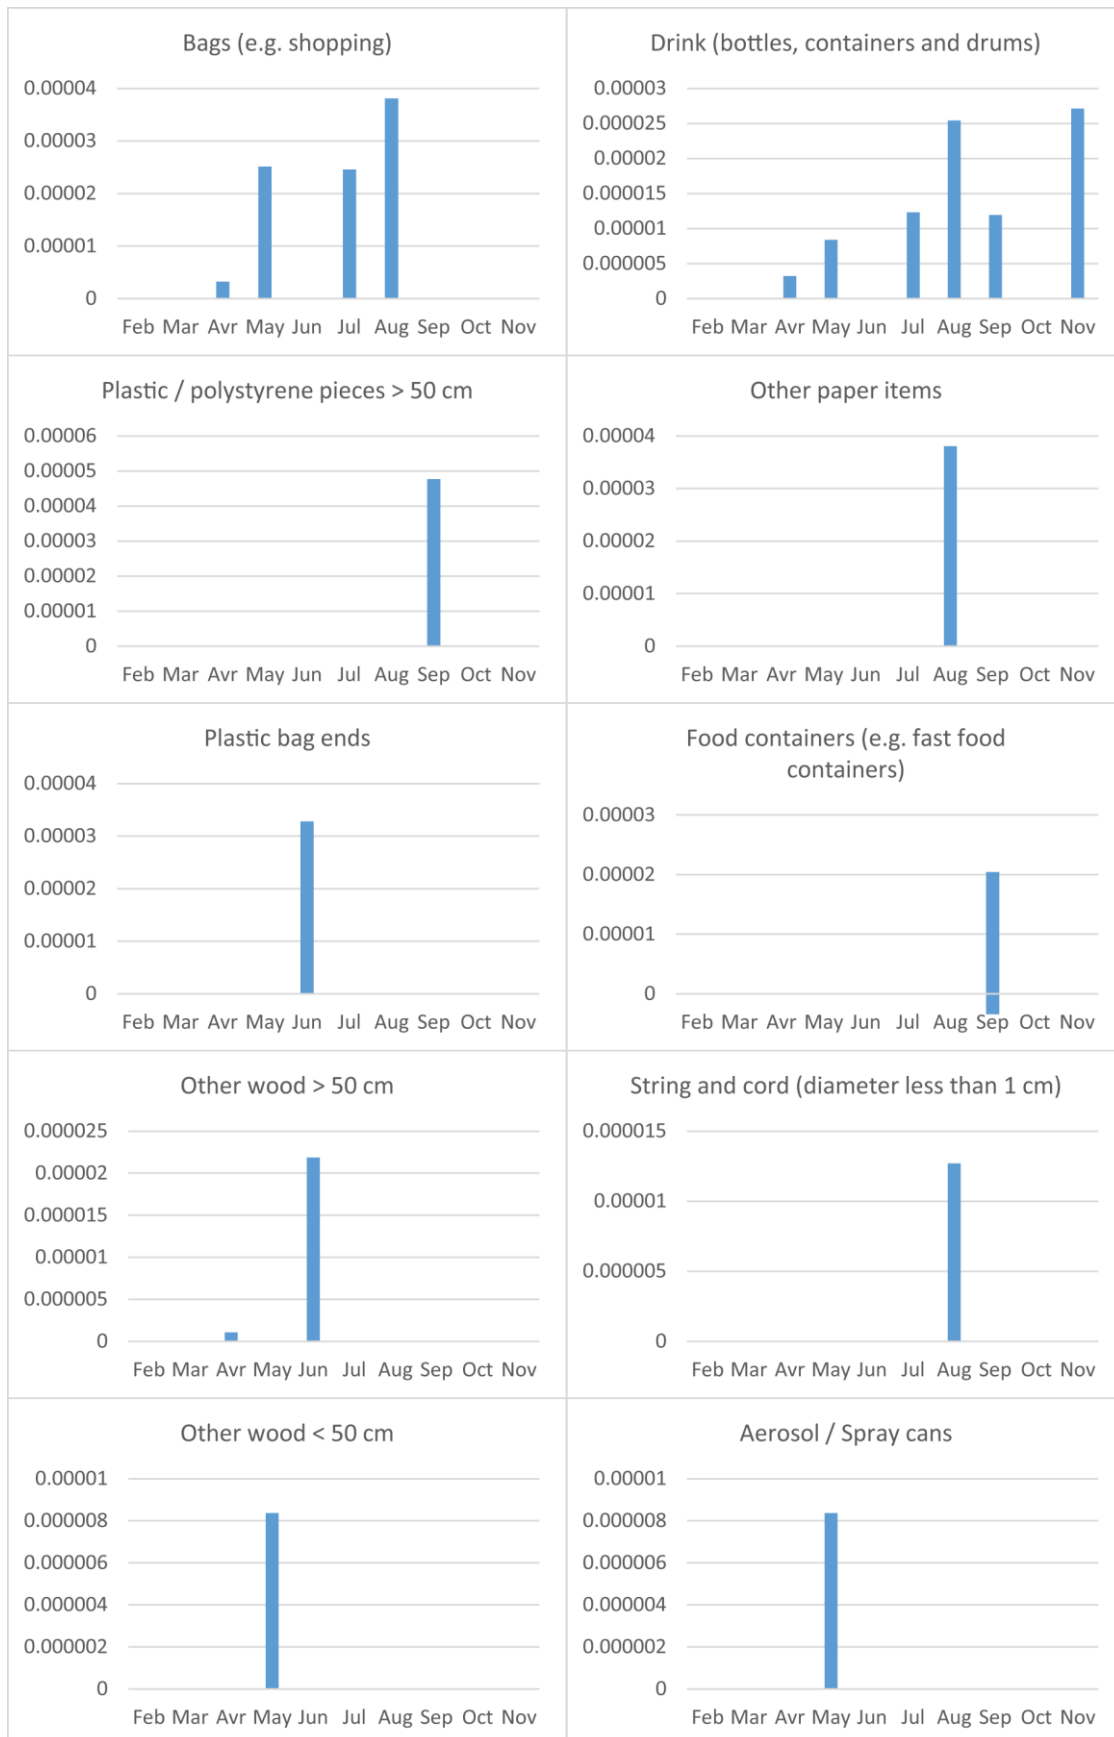 Bags (e.g. shopping)
0.00004
0.00003
0.00002
0.00001
0
Feb Mar Avr May Jun Jul Aug Sep Oct Nov
Drink (bottles, containers and drums)
0.00003
0.000025
0.00002
0.000015
0.00001
0.000005
0
Feb Mar Avr May Jun Jul Aug Sep Oct Nov
Plastic / polystyrene pieces > 50 cm
0.00006
0.00005
0.00004
0.00003
0.00002
0.00001
0
Feb Mar Avr May Jun Jul Aug Sep Oct Nov
Other paper items
0.00004
0.00003
0.00002
0.00001
0
Feb Mar Avr May Jun Jul Aug Sep Oct Nov
Plastic bag ends
0.00004
0.00003
0.00002
0.00001
0
Feb Mar Avr May Jun Jul Aug Sep Oct Nov
Food containers (e.g. fast food
containers)
0.00003
0.00002
0.00001
0
Feb Mar Avr May Jun Jul Aug Sep Oct Nov
Other wood > 50 cm
0.000025
0.00002
0.000015
0.00001
0.000005
0
Feb Mar Avr May Jun Jul Aug Sep Oct Nov
String and cord (diameter less than 1 cm)
0.000015
0.00001
0.000005
0
Feb Mar Avr May Jun Jul Aug Sep Oct Nov
Other wood < 50 cm
0.00001
0.000008
0.000006
0.000004
0.000002
0
Feb Mar Avr May Jun Jul Aug Sep Oct Nov
Aerosol / Spray cans
0.00001
0.000008
0.000006
0.000004
0.000002
0
Feb Mar Avr May Jun Jul Aug Sep Oct Nov